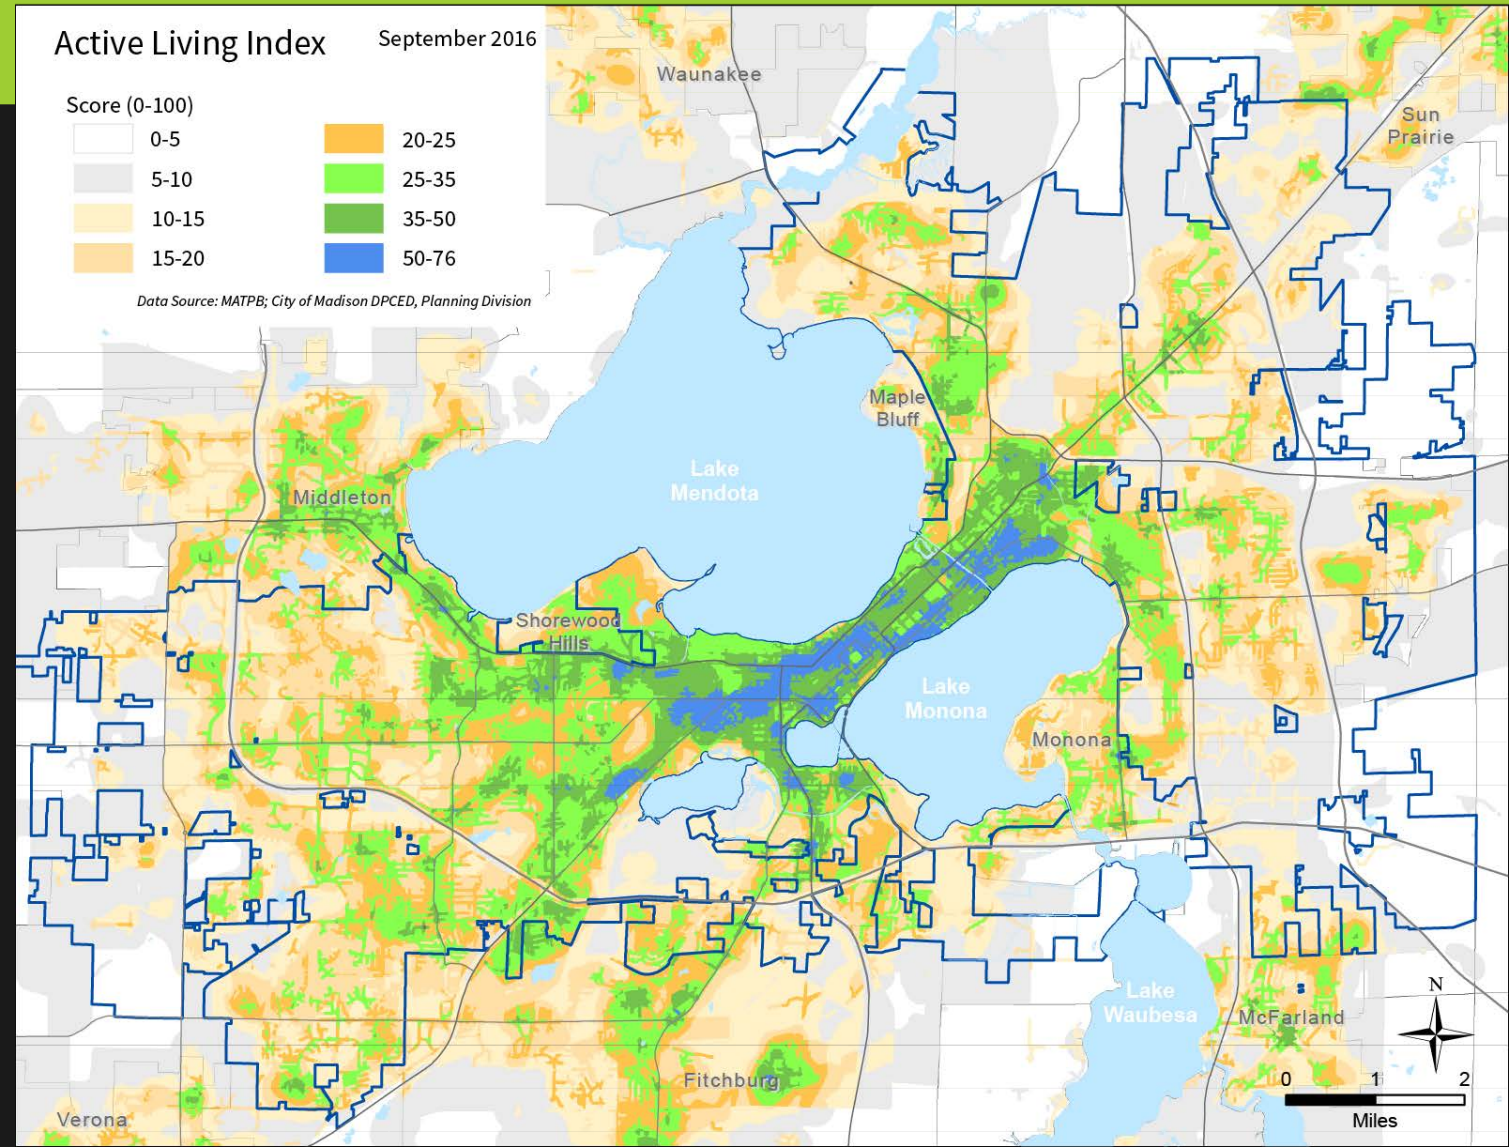 Active Living Index
September 2016
Score (0-100)
0-5
5-10
10-15
15-20
20-25
25-35
35-50
50-76
Data Source: MATPB; City of Madison DPCED, Planning Division
Waunakee
Sun
Prairie
Maple
Bluff
Lake
Mendota
Middleton
Shorewood
Hills
Lake
Monona
Monona
Lake
Waubesa
McFarland
Fitchburg
Verona
N
0 1 2
Miles